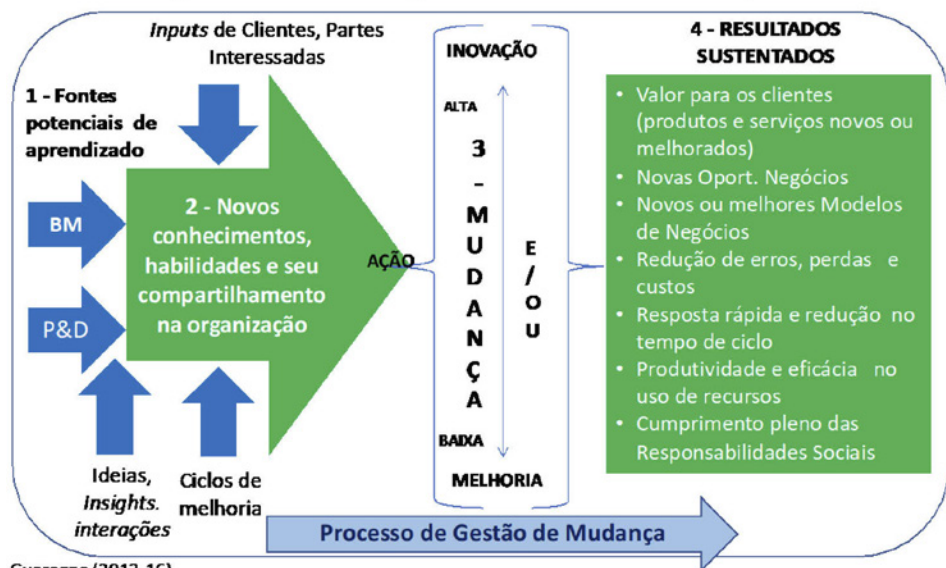 Inputs de Clientes, Partes
Interessadas
1 - Fontes
potenciais de
aprendizado
BM
P&D
2 - Novos
conhecimentos,
habilidades e seu
compartilhamento
na organização
AÇÃO
Ideias,
Insights.
interações
Ciclos de
melhoria
INOVAÇÃO
ALTA
3 - MUDANÇA
E/OU
BAIXA
MELHORIA
4 - RESULTADOS
SUSTENTADOS
• Valor para os clientes
(produtos e serviços novos ou
melhorados)
• Novas Oport. Negócios
• Novos ou melhores Modelos
de Negócios
• Redução de erros, perdas e
custos
• Resposta rápida e redução no
tempo de ciclo
• Produtividade e eficácia no
uso de recursos
• Cumprimento pleno das
Responsabilidades Sociais
Processo de Gestão de Mudança